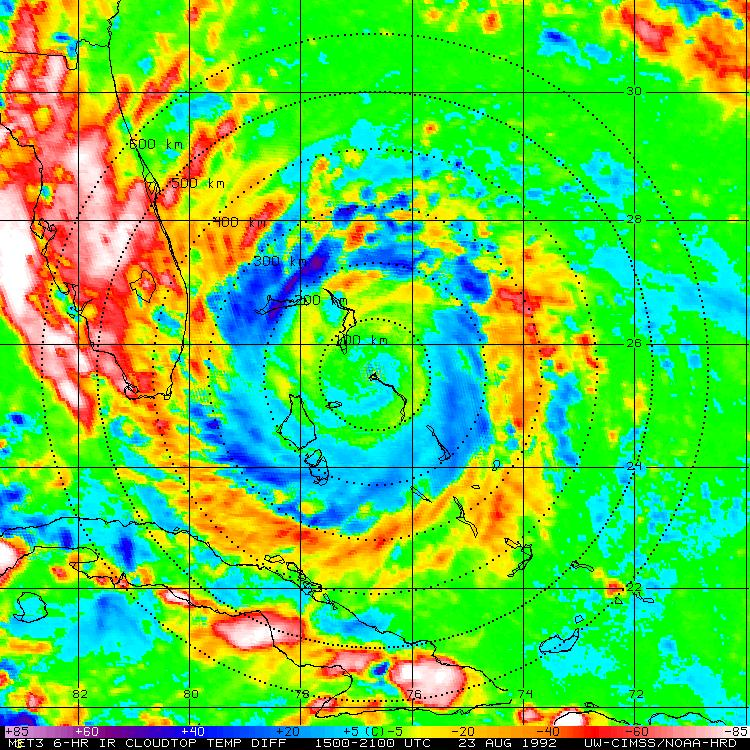 600 km
500 km
400 km
300 km
200 km
100 km
30
28
26
24
22
82 80 78 76 74 72
+85 +60 +40 +20 +5 (C) -5 -20 -40 -60 -85
MET3 6-HR IR CLOUDTOP TEMP DIFF 1500-2100 UTC 23 AUG 1992 UW-CIMSS/NOAA-HRD